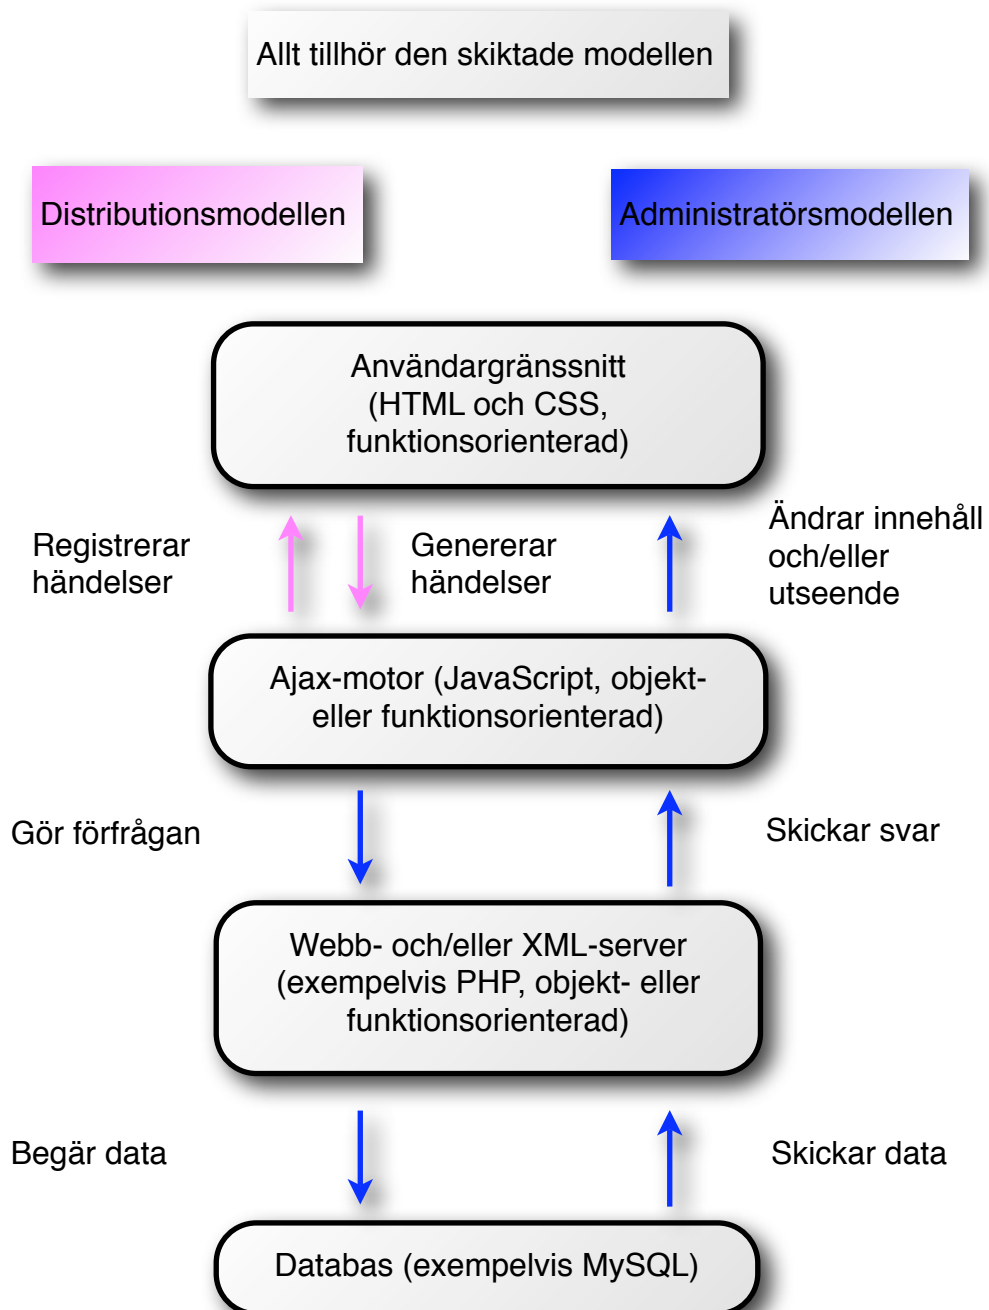 Allt tillhör den skiktade modellen
Distributionsmodellen
Administratörsmodellen
Användargränssnitt
(HTML och CSS,
funktionsorienterad)
Registrerar
händelser
Genererar
händelser
Ändrar innehåll
och/eller
utseende
Ajax-motor (JavaScript, objekt-
eller funktionsorienterad)
Gör förfrågan
Skickar svar
Webb- och/eller XML-server
(exempelvis PHP, objekt- eller
funktionsorienterad)
Begär data
Skickar data
Databas (exempelvis MySQL)